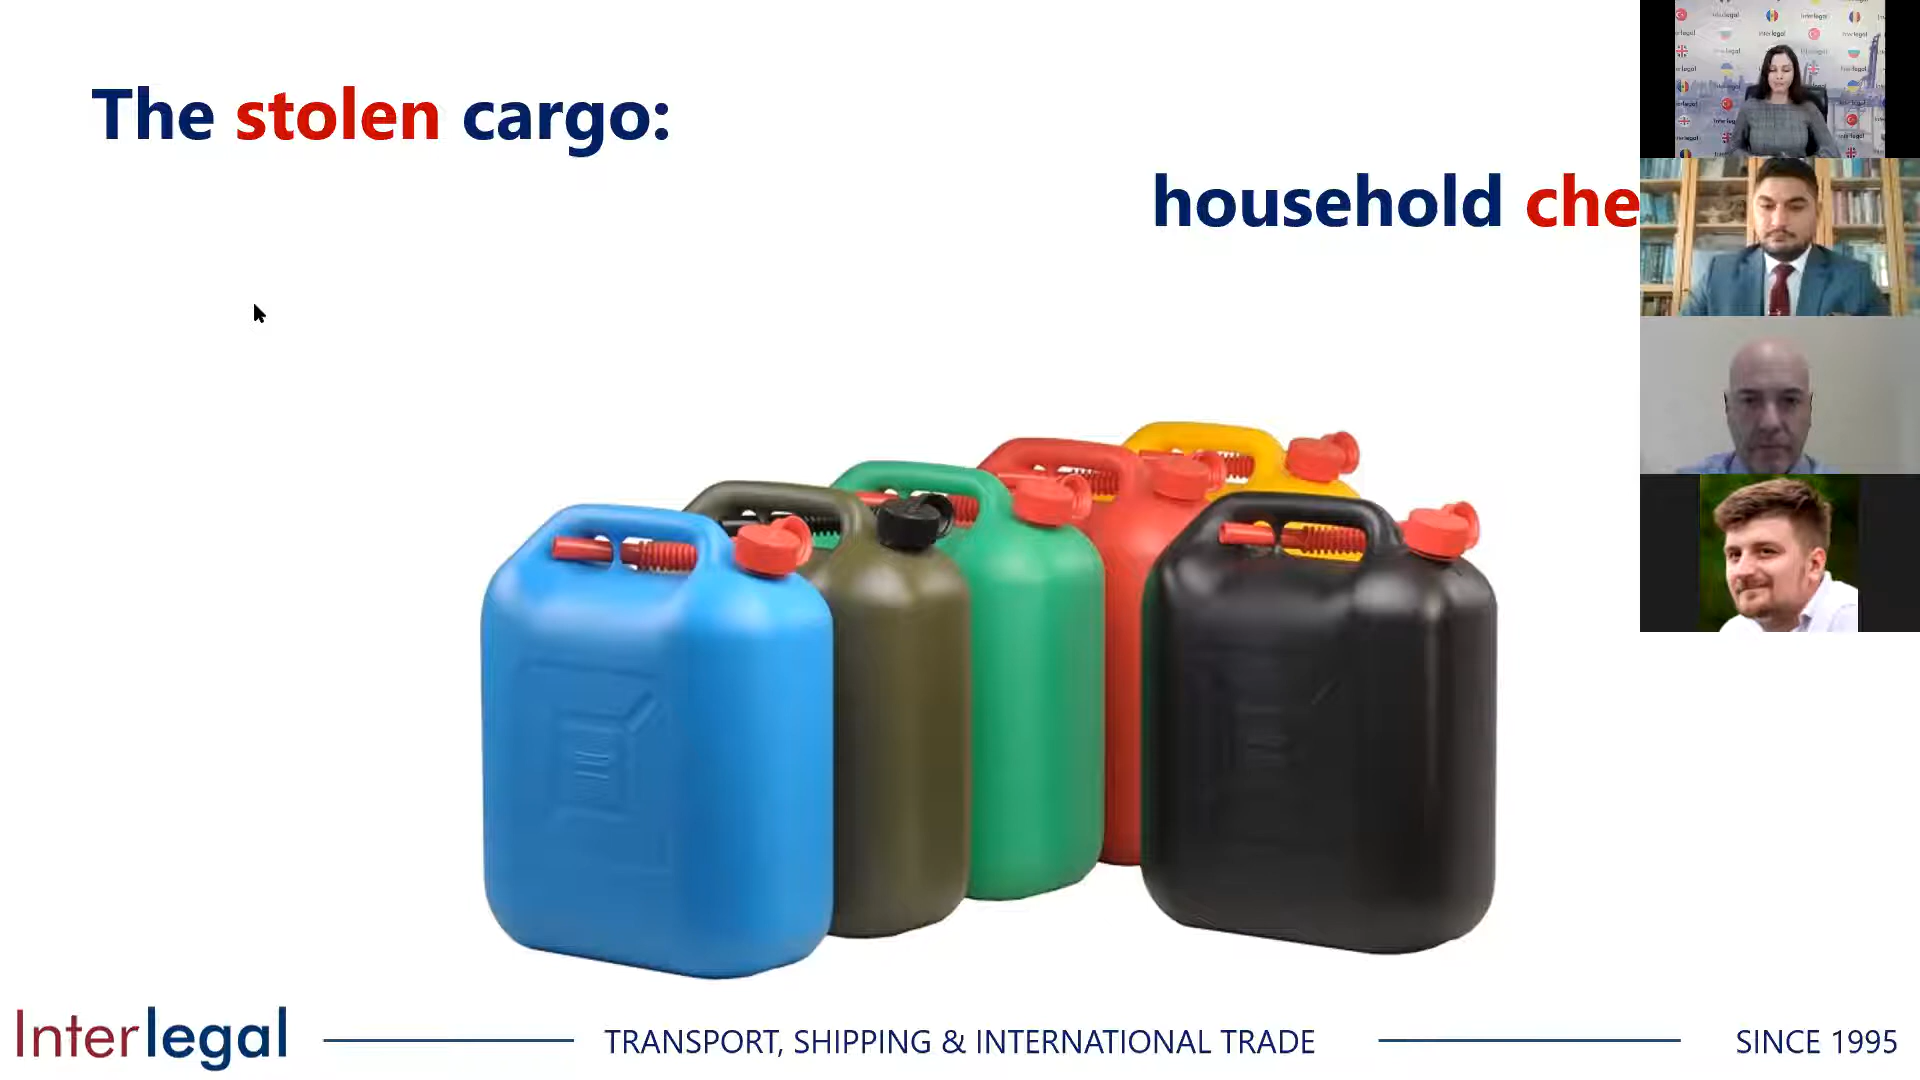 The stolen cargo:
household che
Interlegal
TRANSPORT, SHIPPING & INTERNATIONAL TRADE
SINCE 1995